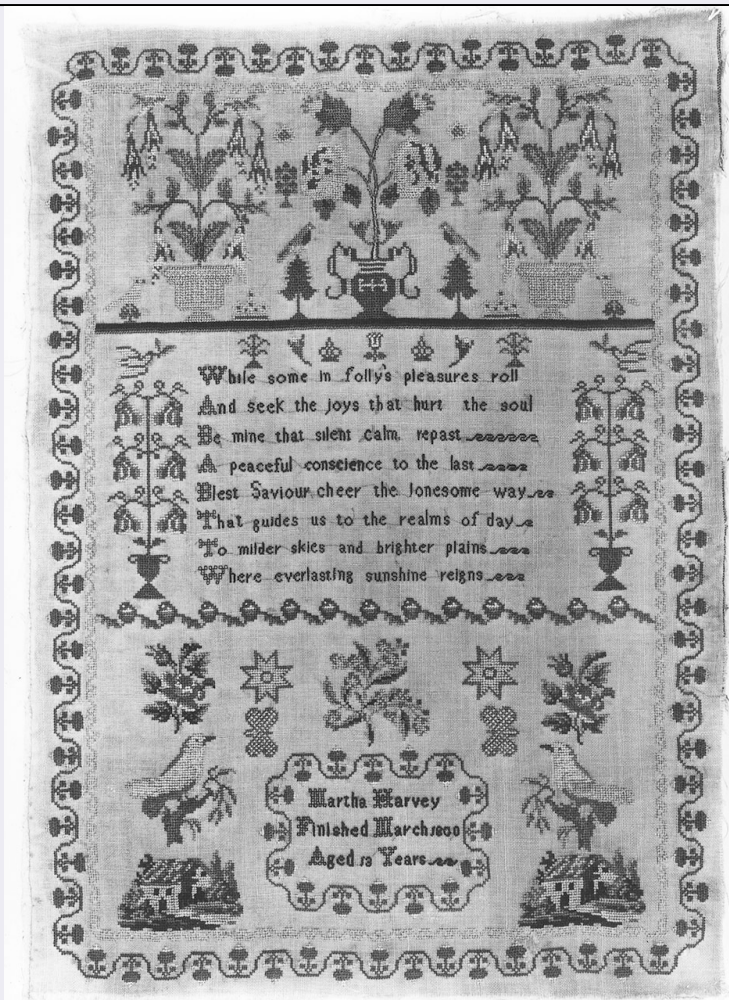 While some in folly's pleasures roll
And seek the joys that hurt the soul
Be mine that silent calm, repast
A peaceful conscience to the last
Blest Saviour cheer the lonesome way
That guides us to the realms of day
To milder skies and brighter plains
Where everlasting sunshine reigns
Martha Harvey
Finished March 1800
Aged 13 Years